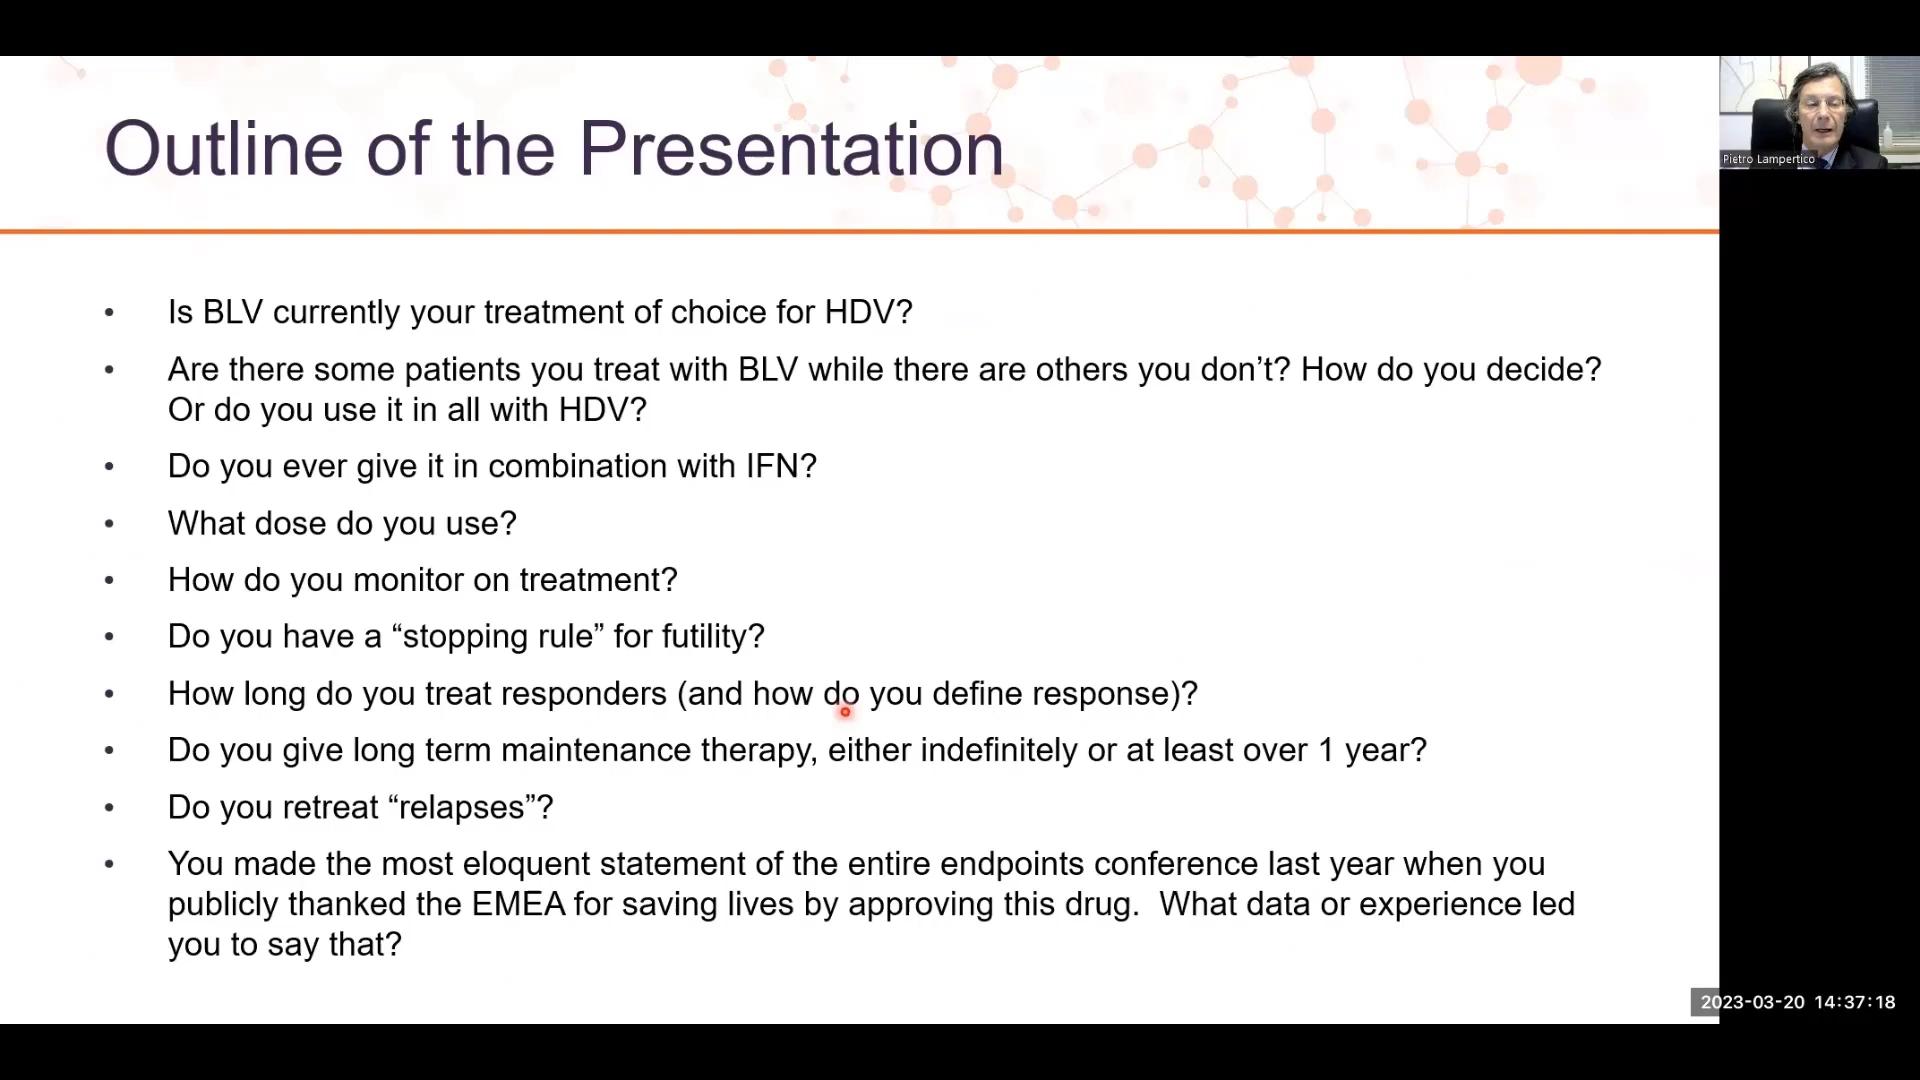 Outline of the Presentation
Pietro Lampertico
• Is BLV currently your treatment of choice for HDV?
• Are there some patients you treat with BLV while there are others you don’t? How do you decide?
Or do you use it in all with HDV?
• Do you ever give it in combination with IFN?
• What dose do you use?
• How do you monitor on treatment?
• Do you have a “stopping rule” for futility?
• How long do you treat responders (and how do you define response)?
• Do you give long term maintenance therapy, either indefinitely or at least over 1 year?
• Do you retreat “relapses”?
• You made the most eloquent statement of the entire endpoints conference last year when you
publicly thanked the EMEA for saving lives by approving this drug.  What data or experience led
you to say that?
2023-03-20 14:37:18